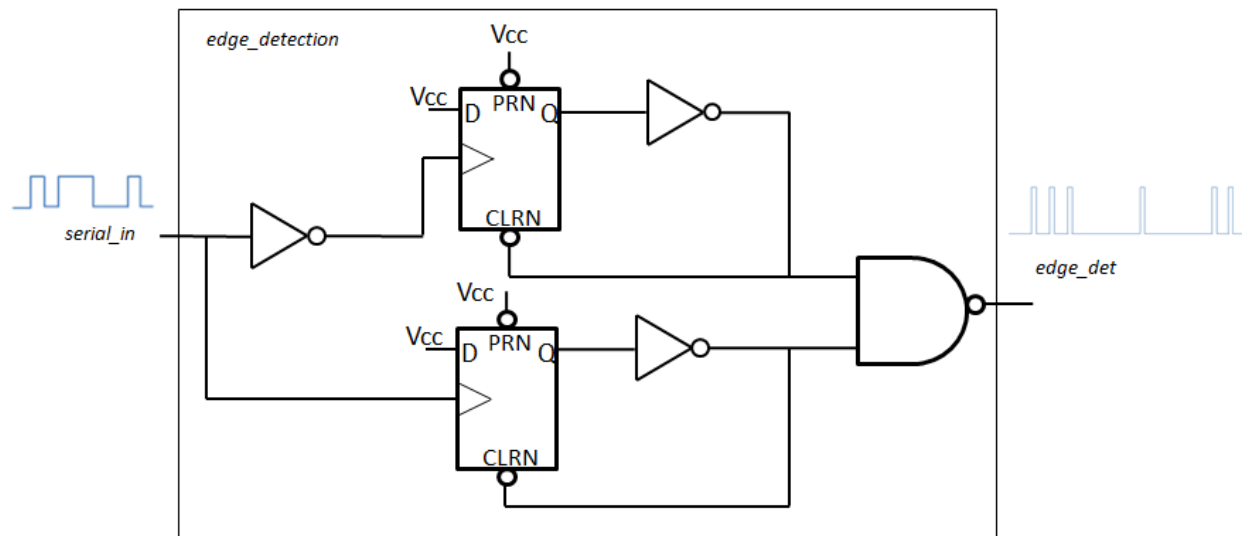 edge_detection
Vcc
Vcc
PRN
D
Q
CLRN
serial_in
edge_det
Vcc
Vcc
PRN
D
Q
CLRN